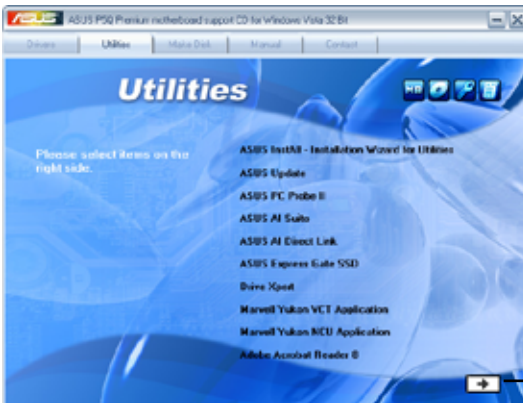 ASUS ASUS P5Q Premium motherboard support CD for Windows Vista 32 Bit
Drivers Utilities Make Disk Manual Contact
Utilities
Please select items on the
right side.
ASUS InstAll - Installation Wizard for Utilities
ASUS Update
ASUS PC Probe II
ASUS AI Suite
ASUS AI Direct Link
ASUS Express Gate SSD
Drive Xpert
Marvell Yukon VCT Application
Marvell Yukon NCU Application
Adobe Acrobat Reader 8